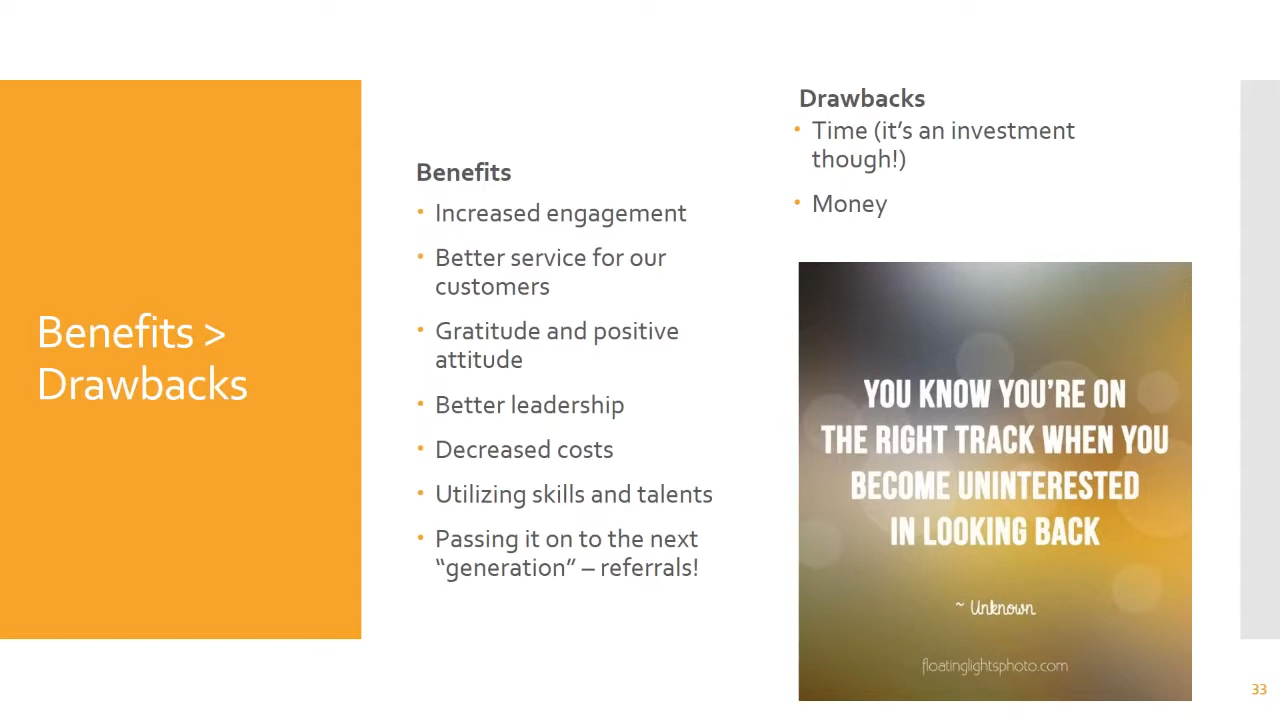 Benefits >
Drawbacks
Benefits
• Increased engagement
• Better service for our
customers
• Gratitude and positive
attitude
• Better leadership
• Decreased costs
• Utilizing skills and talents
• Passing it on to the next
“generation” – referrals!
Drawbacks
• Time (it’s an investment
though!)
• Money
YOU KNOW YOU’RE ON
THE RIGHT TRACK WHEN YOU
BECOME UNINTERESTED
IN LOOKING BACK
~ Unknown
floatinglightsphoto.com
33